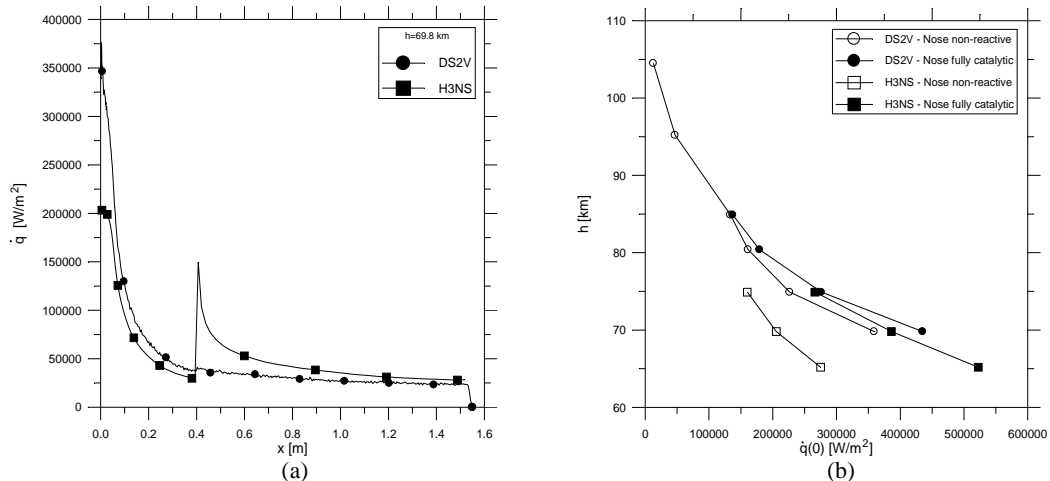 400000
350000
300000
250000
200000
150000
100000
50000
0
q̇ [W/m²]
h=69.8 km
DS2V
H3NS
0.0 0.2 0.4 0.6 0.8 1.0 1.2 1.4 1.6
x [m]
(a)
110
100
90
80
70
60
h [km]
DS2V - Nose non-reactive
DS2V - Nose fully catalytic
H3NS - Nose non-reactive
H3NS - Nose fully catalytic
0 100000 200000 300000 400000 500000 600000
q̇(0) [W/m²]
(b)